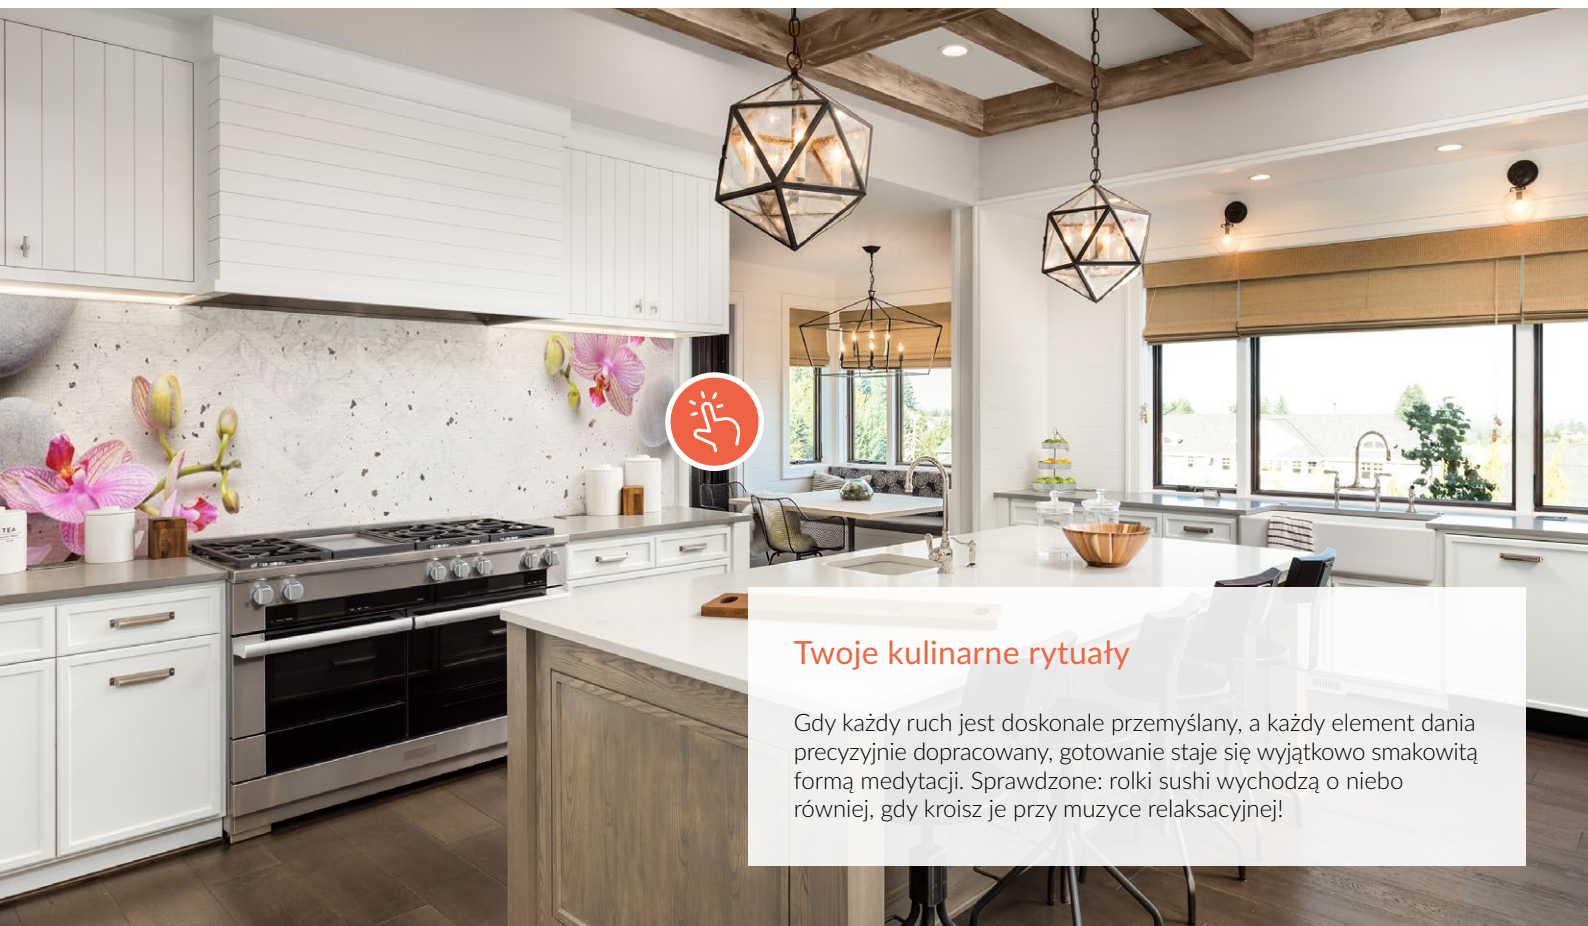 TEA
Twoje kulinarne rytuały
Gdy każdy ruch jest doskonale przemyślany, a każdy element dania
precyzyjnie dopracowany, gotowanie staje się wyjątkowo smakowitą
formą medytacji. Sprawdzone: rolki sushi wychodzą o niebo
równiej, gdy kroisz je przy muzyce relaksacyjnej!